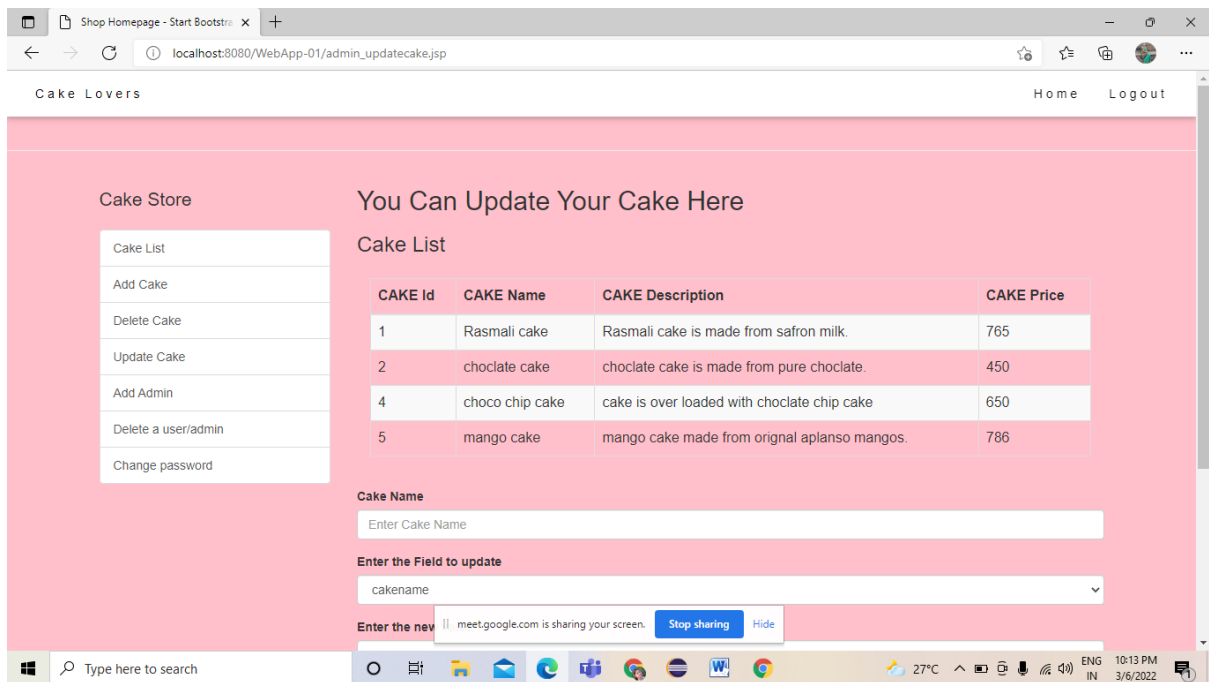 Shop Homepage - Start Bootstra
localhost:8080/WebApp-01/admin_updatecake.jsp
Cake Lovers Home Logout
Cake Store
Cake List
Add Cake
Delete Cake
Update Cake
Add Admin
Delete a user/admin
Change password
You Can Update Your Cake Here
Cake List
CAKE Id CAKE Name CAKE Description CAKE Price
1 Rasmali cake Rasmali cake is made from safron milk. 765
2 choclate cake choclate cake is made from pure choclate. 450
4 choco chip cake cake is over loaded with choclate chip cake 650
5 mango cake mango cake made from orignal aplanso mangos. 786
Cake Name
Enter Cake Name
Enter the Field to update
cakename
Enter the new
meet.google.com is sharing your screen. Stop sharing Hide
Type here to search
27°C
ENG
IN
10:13 PM
3/6/2022